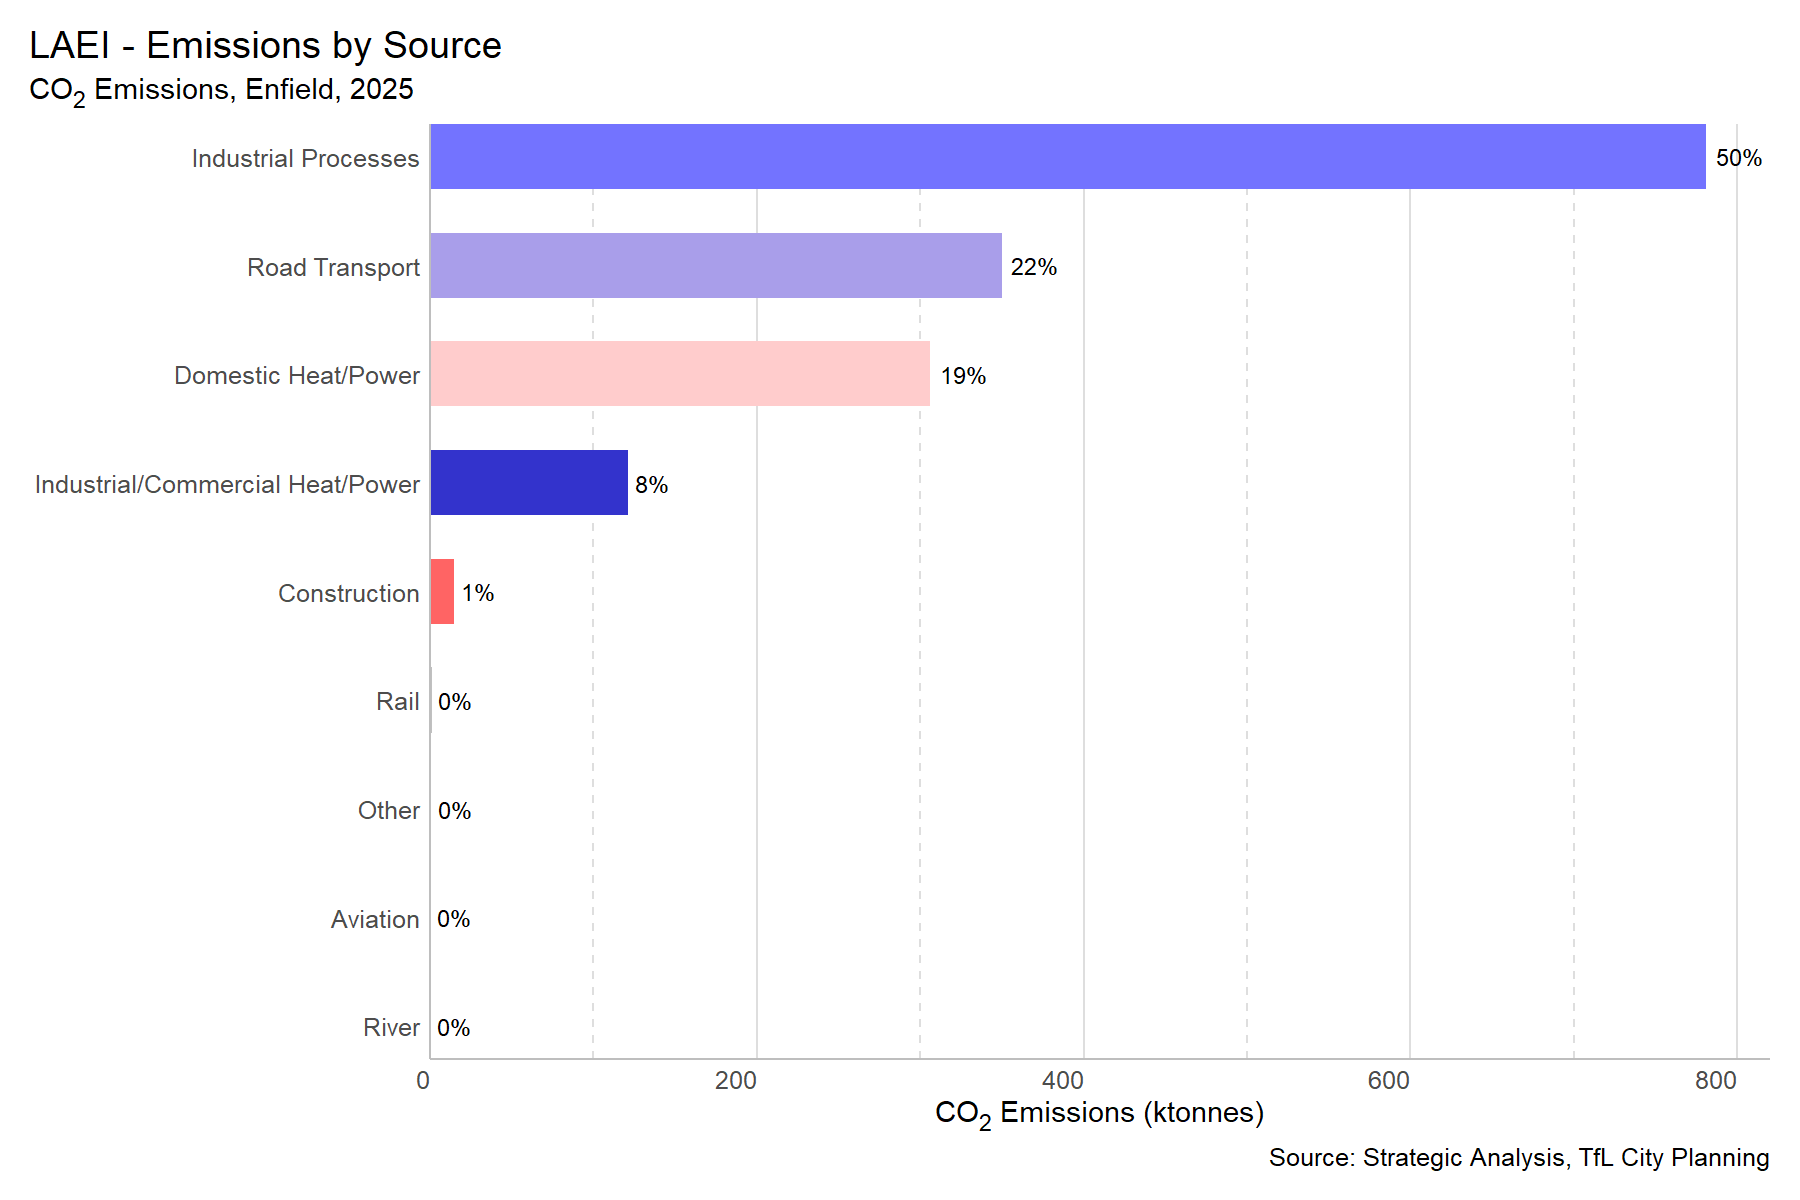 LAEI - Emissions by Source
CO₂ Emissions, Enfield, 2025
Industrial Processes 50%
Road Transport 22%
Domestic Heat/Power 19%
Industrial/Commercial Heat/Power 8%
Construction 1%
Rail 0%
Other 0%
Aviation 0%
River 0%
0 200 400 600 800
CO₂ Emissions (ktonnes)
Source: Strategic Analysis, TfL City Planning